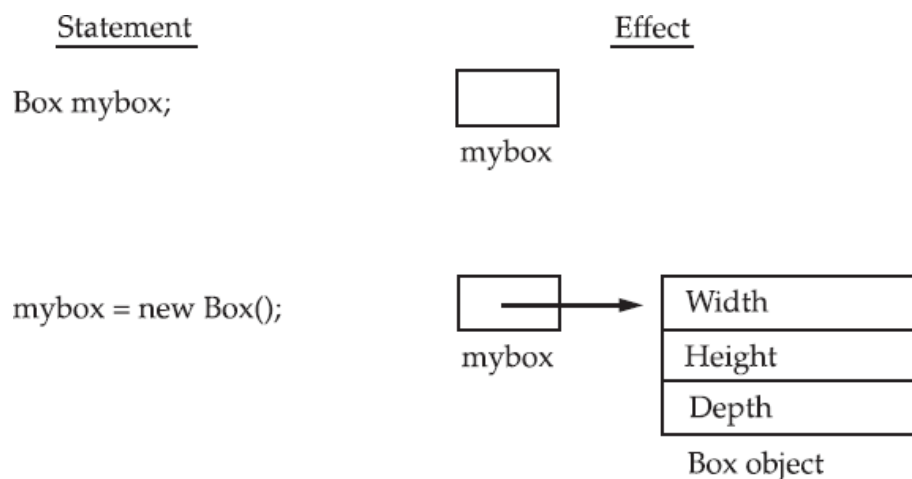 Statement
Effect
Box mybox;
mybox
mybox = new Box();
Width
mybox
Height
Depth
Box object